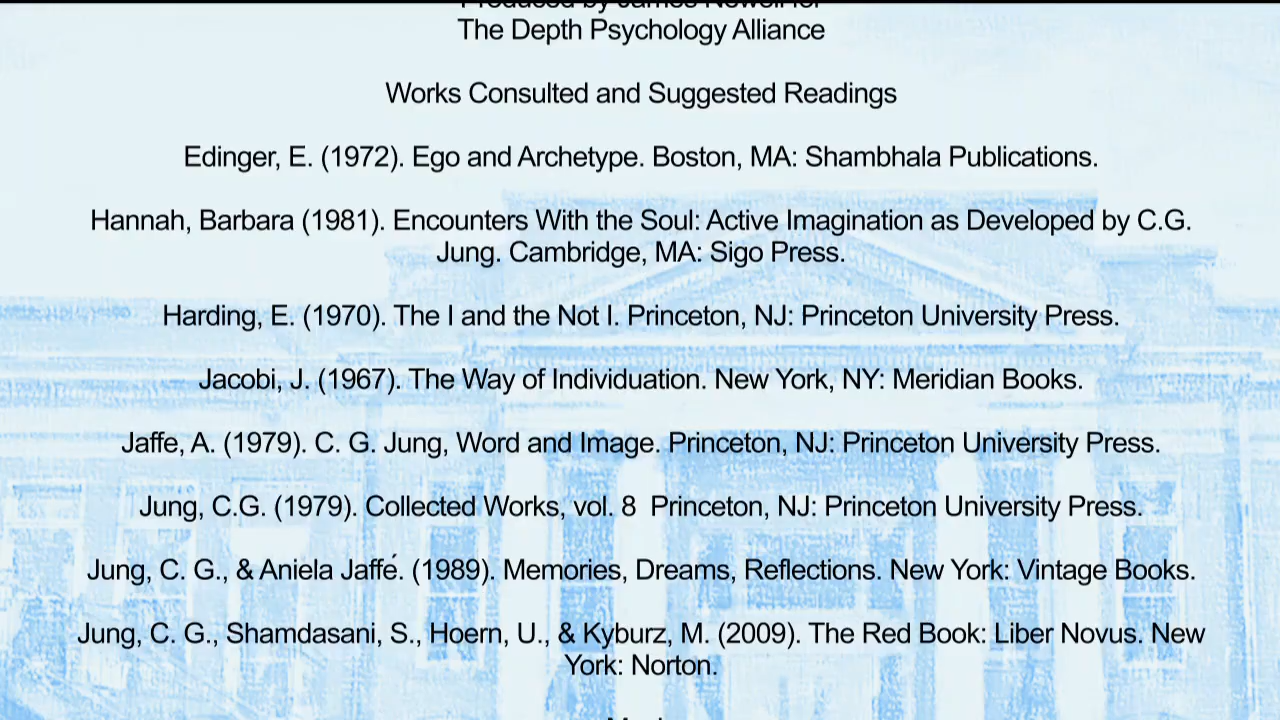 Produced by James Newell for
The Depth Psychology Alliance
Works Consulted and Suggested Readings
Edinger, E. (1972). Ego and Archetype. Boston, MA: Shambhala Publications.
Hannah, Barbara (1981). Encounters With the Soul: Active Imagination as Developed by C.G.
Jung. Cambridge, MA: Sigo Press.
Harding, E. (1970). The I and the Not I. Princeton, NJ: Princeton University Press.
Jacobi, J. (1967). The Way of Individuation. New York, NY: Meridian Books.
Jaffe, A. (1979). C. G. Jung, Word and Image. Princeton, NJ: Princeton University Press.
Jung, C.G. (1979). Collected Works, vol. 8 Princeton, NJ: Princeton University Press.
Jung, C. G., & Aniela Jaffé. (1989). Memories, Dreams, Reflections. New York: Vintage Books.
Jung, C. G., Shamdasani, S., Hoern, U., & Kyburz, M. (2009). The Red Book: Liber Novus. New
York: Norton.